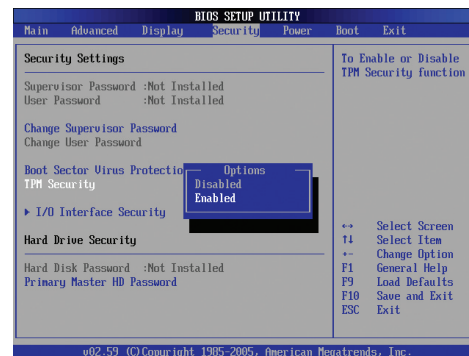 BIOS SETUP UTILITY
Main Advanced Display Security Power Boot Exit
Security Settings
Supervisor Password :Not Installed
User Password :Not Installed
Change Supervisor Password
Change User Password
Boot Sector Virus Protectio
TPM Security
▶ I/O Interface Security
Hard Drive Security
Hard Disk Password :Not Installed
Primary Master HD Password
Options
Disabled
Enabled
To Enable or Disable
TPM Security function
↔ Select Screen
↑↓ Select Item
+- Change Option
F1 General Help
F9 Load Defaults
F10 Save and Exit
ESC Exit
v02.59 (C)Copyright 1985-2005, American Megatrends, Inc.